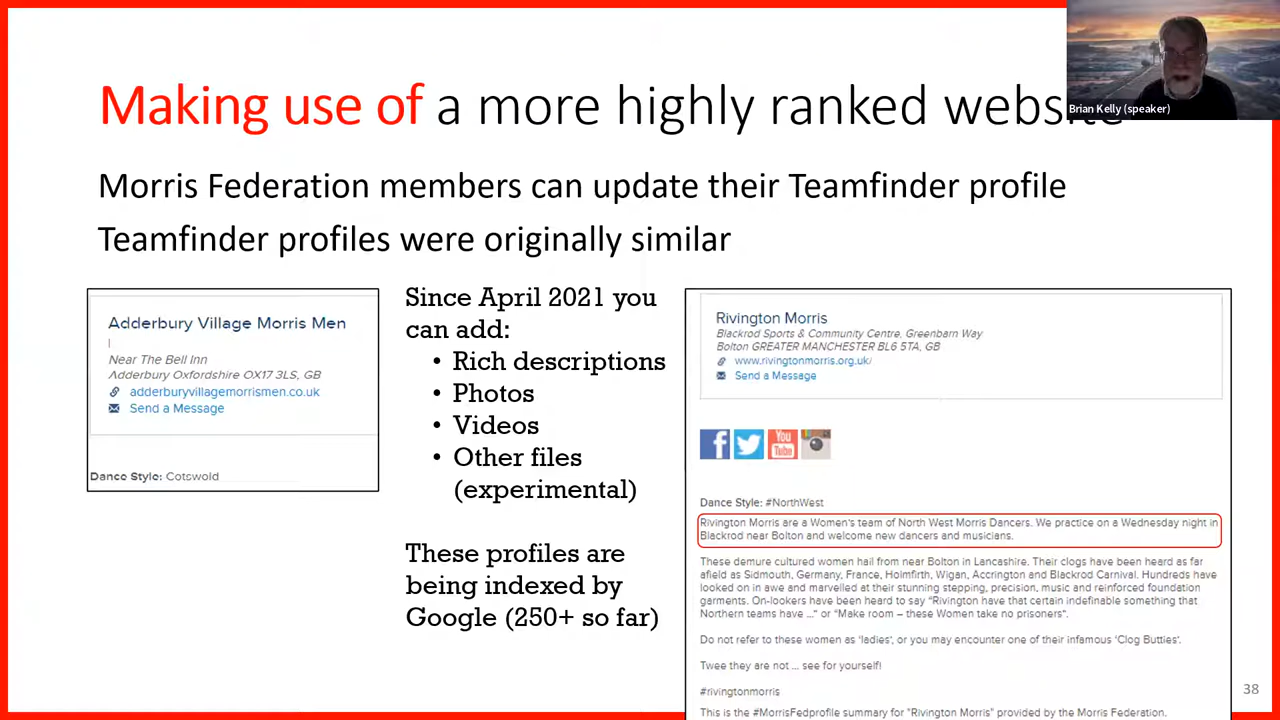 Making use of a more highly ranked website
Brian Kelly (speaker)
Morris Federation members can update their Teamfinder profile
Teamfinder profiles were originally similar
Adderbury Village Morris Men
Near The Bell Inn
Adderbury Oxfordshire OX17 3LS, GB
adderburyvillagemorrismen.co.uk
Send a Message
Dance Style: Cotswold
Since April 2021 you
can add:
• Rich descriptions
• Photos
• Videos
• Other files
(experimental)
These profiles are
being indexed by
Google (250+ so far)
Rivington Morris
Blackrod Sports & Community Centre, Greenbarn Way
Bolton GREATER MANCHESTER BL6 5TA, GB
www.rivingtonmorris.org.uk/
Send a Message
You
Tube
Dance Style: #NorthWest
Rivington Morris are a Women's team of North West Morris Dancers. We practice on a Wednesday night in
Blackrod near Bolton and welcome new dancers and musicians.
These demure cultured women hail from near Bolton in Lancashire. Their clogs have been heard as far
afield as Sidmouth, Germany, France, Holmfirth, Wigan, Accrington and Blackrod Carnival. Hundreds have
looked on in awe and marvelled at their stunning stepping, precision, music and reinforced foundation
garments. On-lookers have been heard to say "Rivington have that certain indefinable something that
Northern teams have ..." or "Make room – these Women take no prisoners".
Do not refer to these women as 'ladies', or you may encounter one of their infamous 'Clog Butties'.
Twee they are not ... see for yourself!
#rivingtonmorris
This is the #MorrisFedprofile summary for "Rivington Morris" provided by the Morris Federation.
38